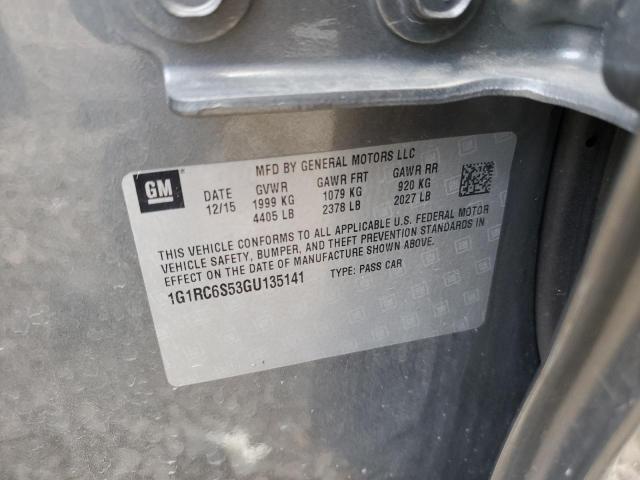 MFD BY GENERAL MOTORS LLC
GM
DATE GVWR GAWR FRT GAWR RR
12/15 1999 KG 1079 KG 920 KG
4405 LB 2378 LB 2027 LB
THIS VEHICLE CONFORMS TO ALL APPLICABLE U.S. FEDERAL MOTOR
VEHICLE SAFETY, BUMPER, AND THEFT PREVENTION STANDARDS IN
EFFECT ON THE DATE OF MANUFACTURE SHOWN ABOVE.
1G1RC6S53GU135141 TYPE: PASS CAR